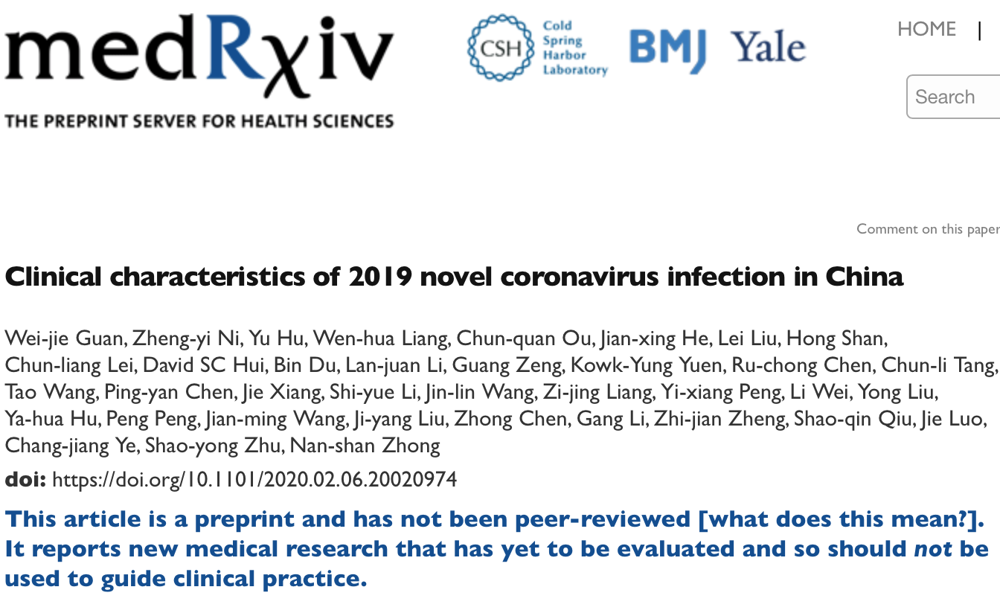 medRxiv
THE PREPRINT SERVER FOR HEALTH SCIENCES
CSH
Cold
Spring
Harbor
Laboratory
BMJ
Yale
HOME |
Search
Comment on this paper
Clinical characteristics of 2019 novel coronavirus infection in China
Wei-jie Guan, Zheng-yi Ni, Yu Hu, Wen-hua Liang, Chun-quan Ou, Jian-xing He, Lei Liu, Hong Shan,
Chun-liang Lei, David SC Hui, Bin Du, Lan-juan Li, Guang Zeng, Kowk-Yung Yuen, Ru-chong Chen, Chun-li Tang,
Tao Wang, Ping-yan Chen, Jie Xiang, Shi-yue Li, Jin-lin Wang, Zi-jing Liang, Yi-xiang Peng, Li Wei, Yong Liu,
Ya-hua Hu, Peng Peng, Jian-ming Wang, Ji-yang Liu, Zhong Chen, Gang Li, Zhi-jian Zheng, Shao-qin Qiu, Jie Luo,
Chang-jiang Ye, Shao-yong Zhu, Nan-shan Zhong
doi: https://doi.org/10.1101/2020.02.06.20020974
This article is a preprint and has not been peer-reviewed [what does this mean?].
It reports new medical research that has yet to be evaluated and so should not be
used to guide clinical practice.